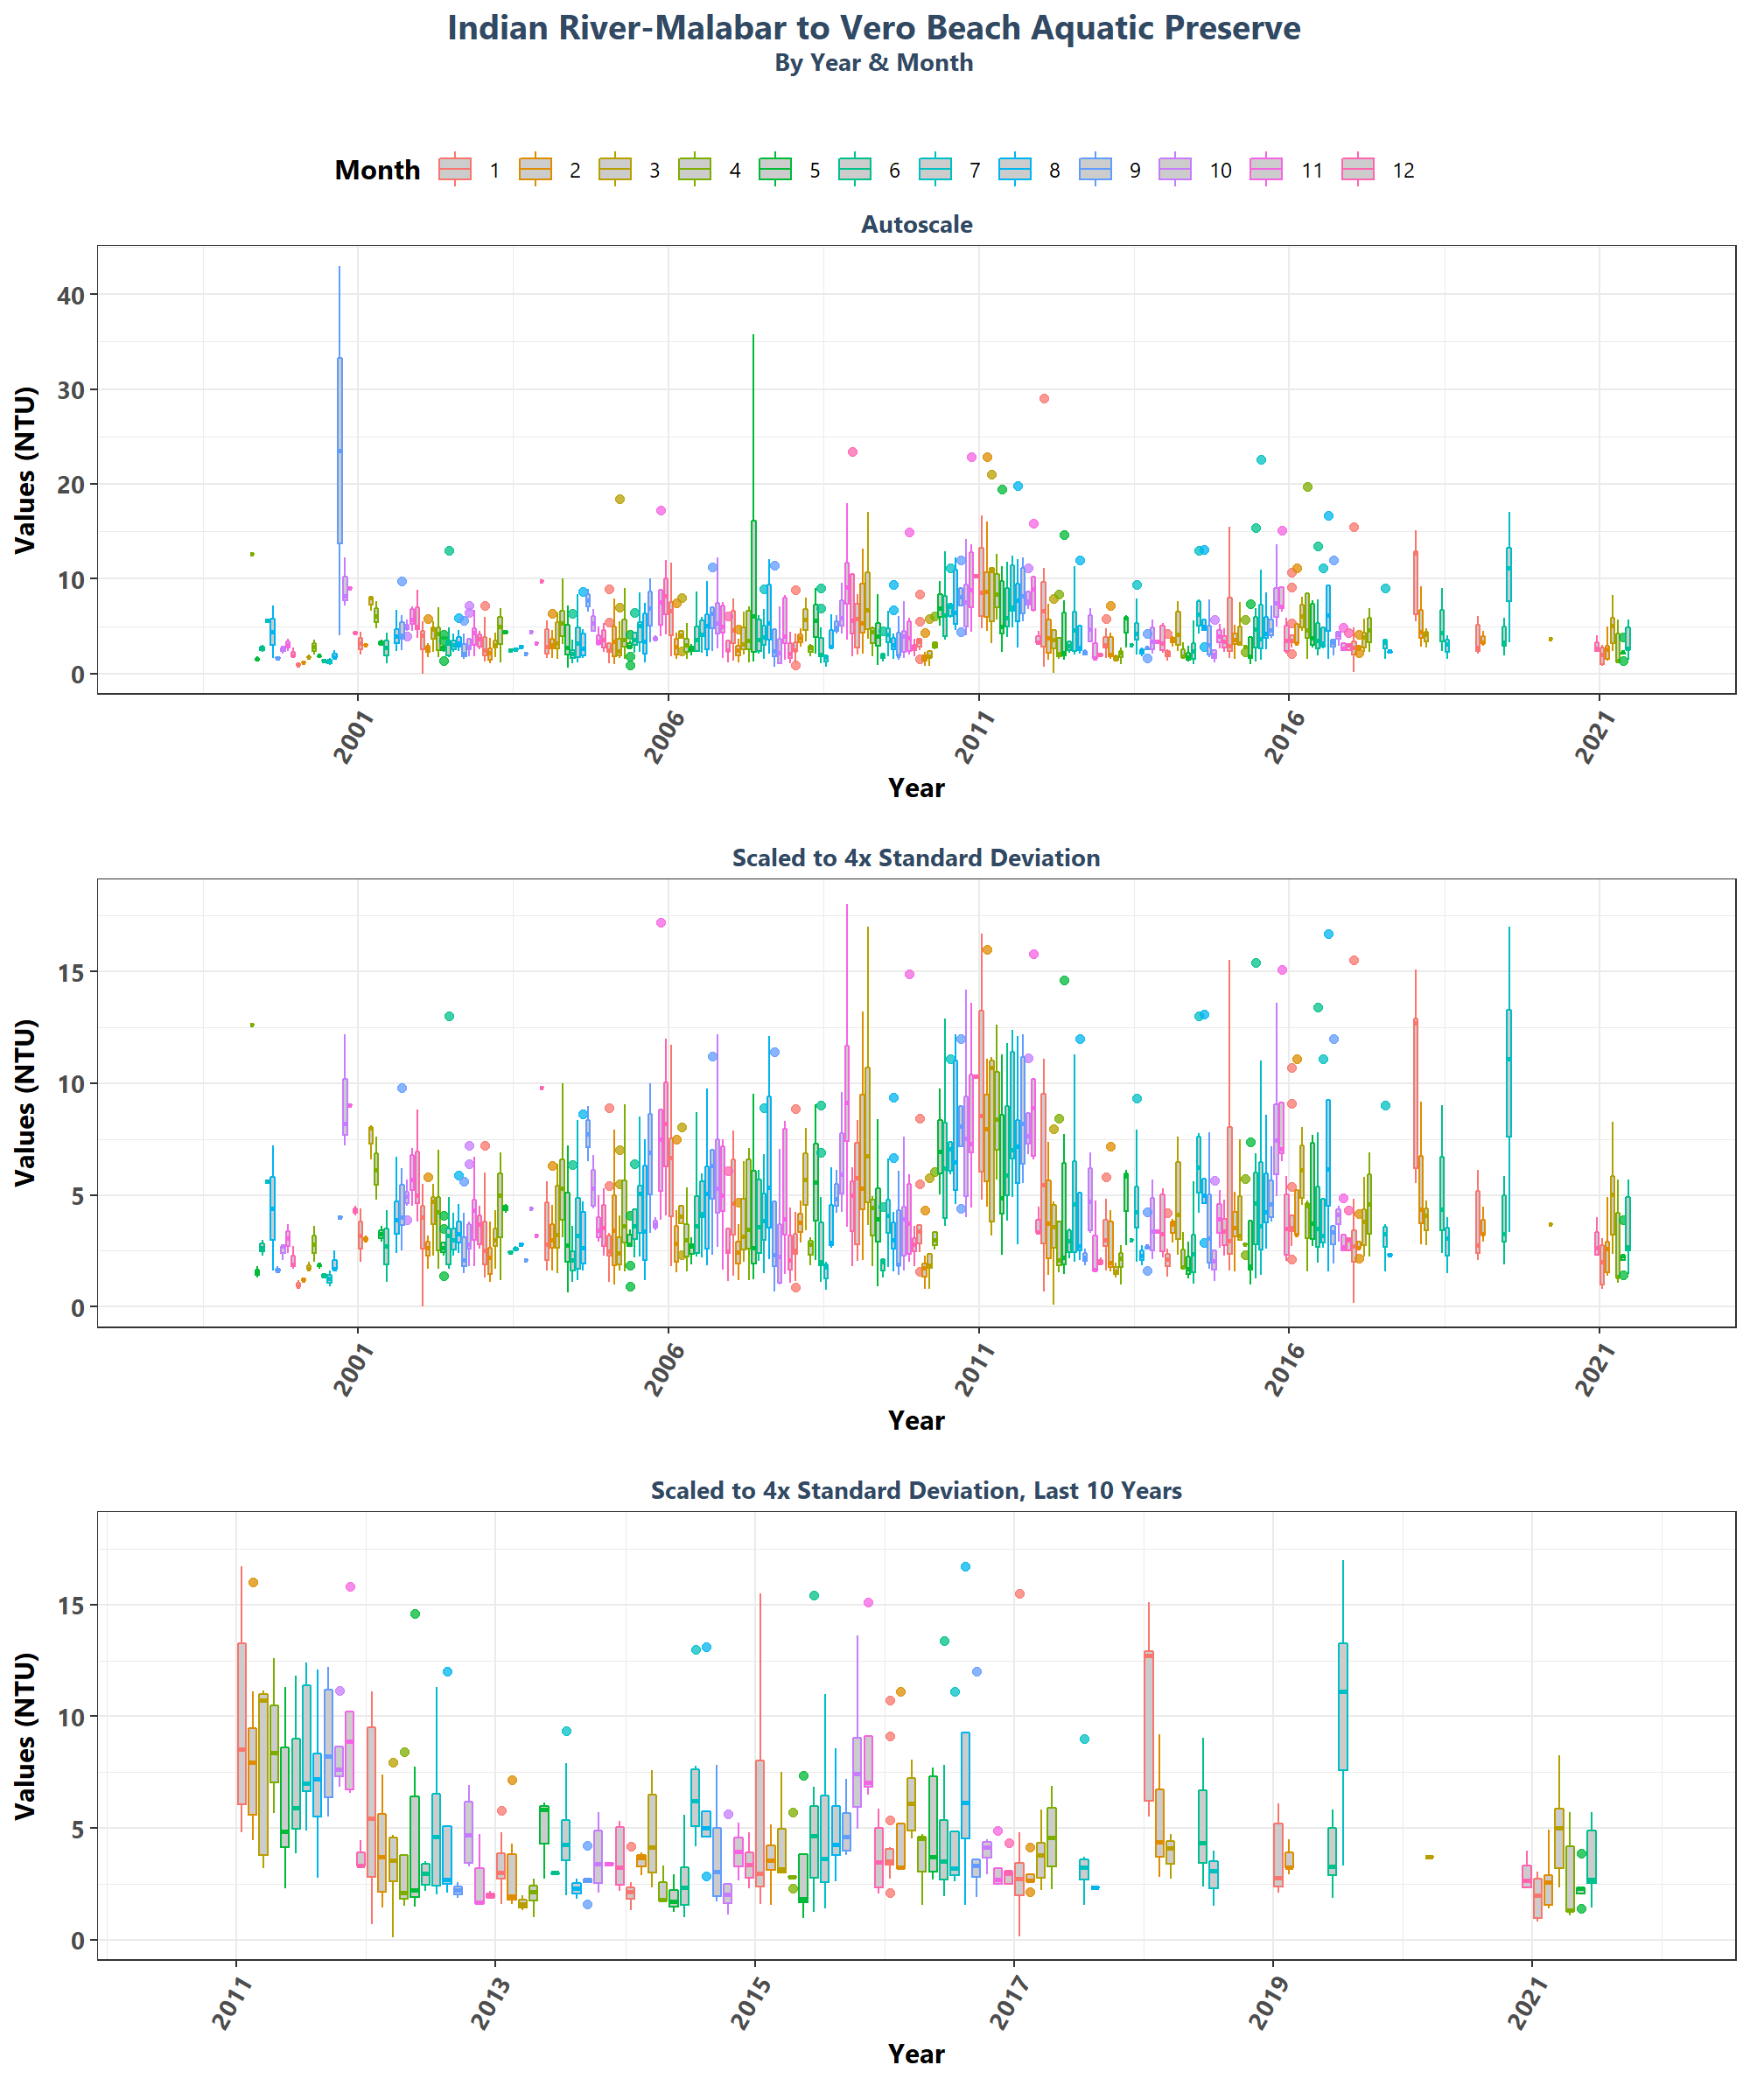 Indian River-Malabar to Vero Beach Aquatic Preserve
By Year & Month
Month 1 2 3 4 5 6 7 8 9 10 11 12
Autoscale
Values (NTU)
40
30
20
10
0
2001 2006 2011 2016 2021
Year
Scaled to 4x Standard Deviation
Values (NTU)
15
10
5
0
2001 2006 2011 2016 2021
Year
Scaled to 4x Standard Deviation, Last 10 Years
Values (NTU)
15
10
5
0
2011 2013 2015 2017 2019 2021
Year